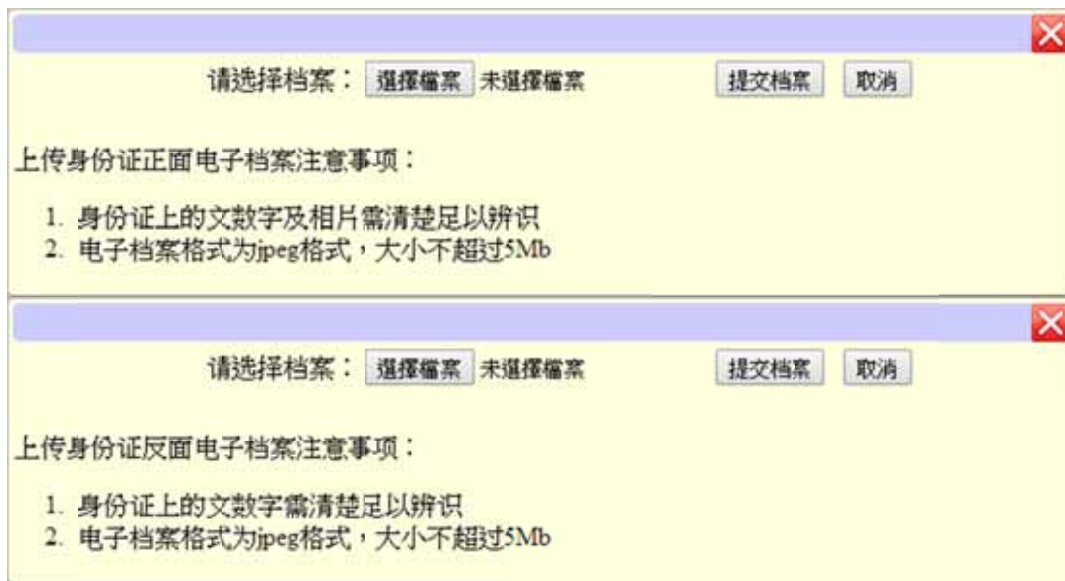 请选择档案： 選擇檔案 未選擇檔案 提交档案 取消
上传身份证正面电子档案注意事项：
1. 身份证上的文数字及相片需清楚足以辨识
2. 电子档案格式为jpeg格式，大小不超过5Mb
请选择档案： 選擇檔案 未選擇檔案 提交档案 取消
上传身份证反面电子档案注意事项：
1. 身份证上的文数字需清楚足以辨识
2. 电子档案格式为jpeg格式，大小不超过5Mb